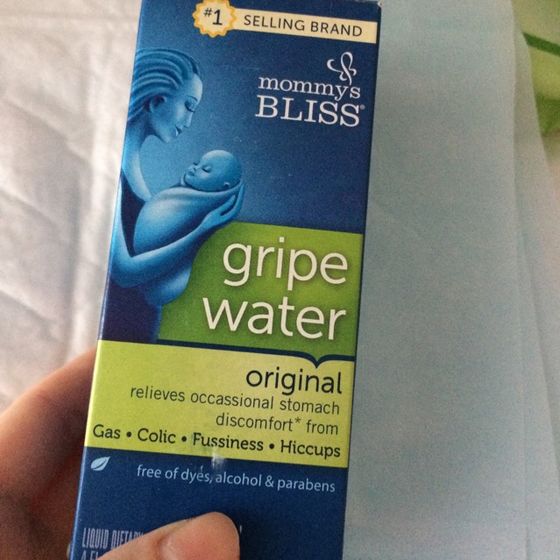 #1 SELLING BRAND
mommy's
BLISS®
gripe
water
original
relieves occassional stomach
discomfort* from
Gas • Colic • Fussiness • Hiccups
free of dyes, alcohol & parabens
LIQUID